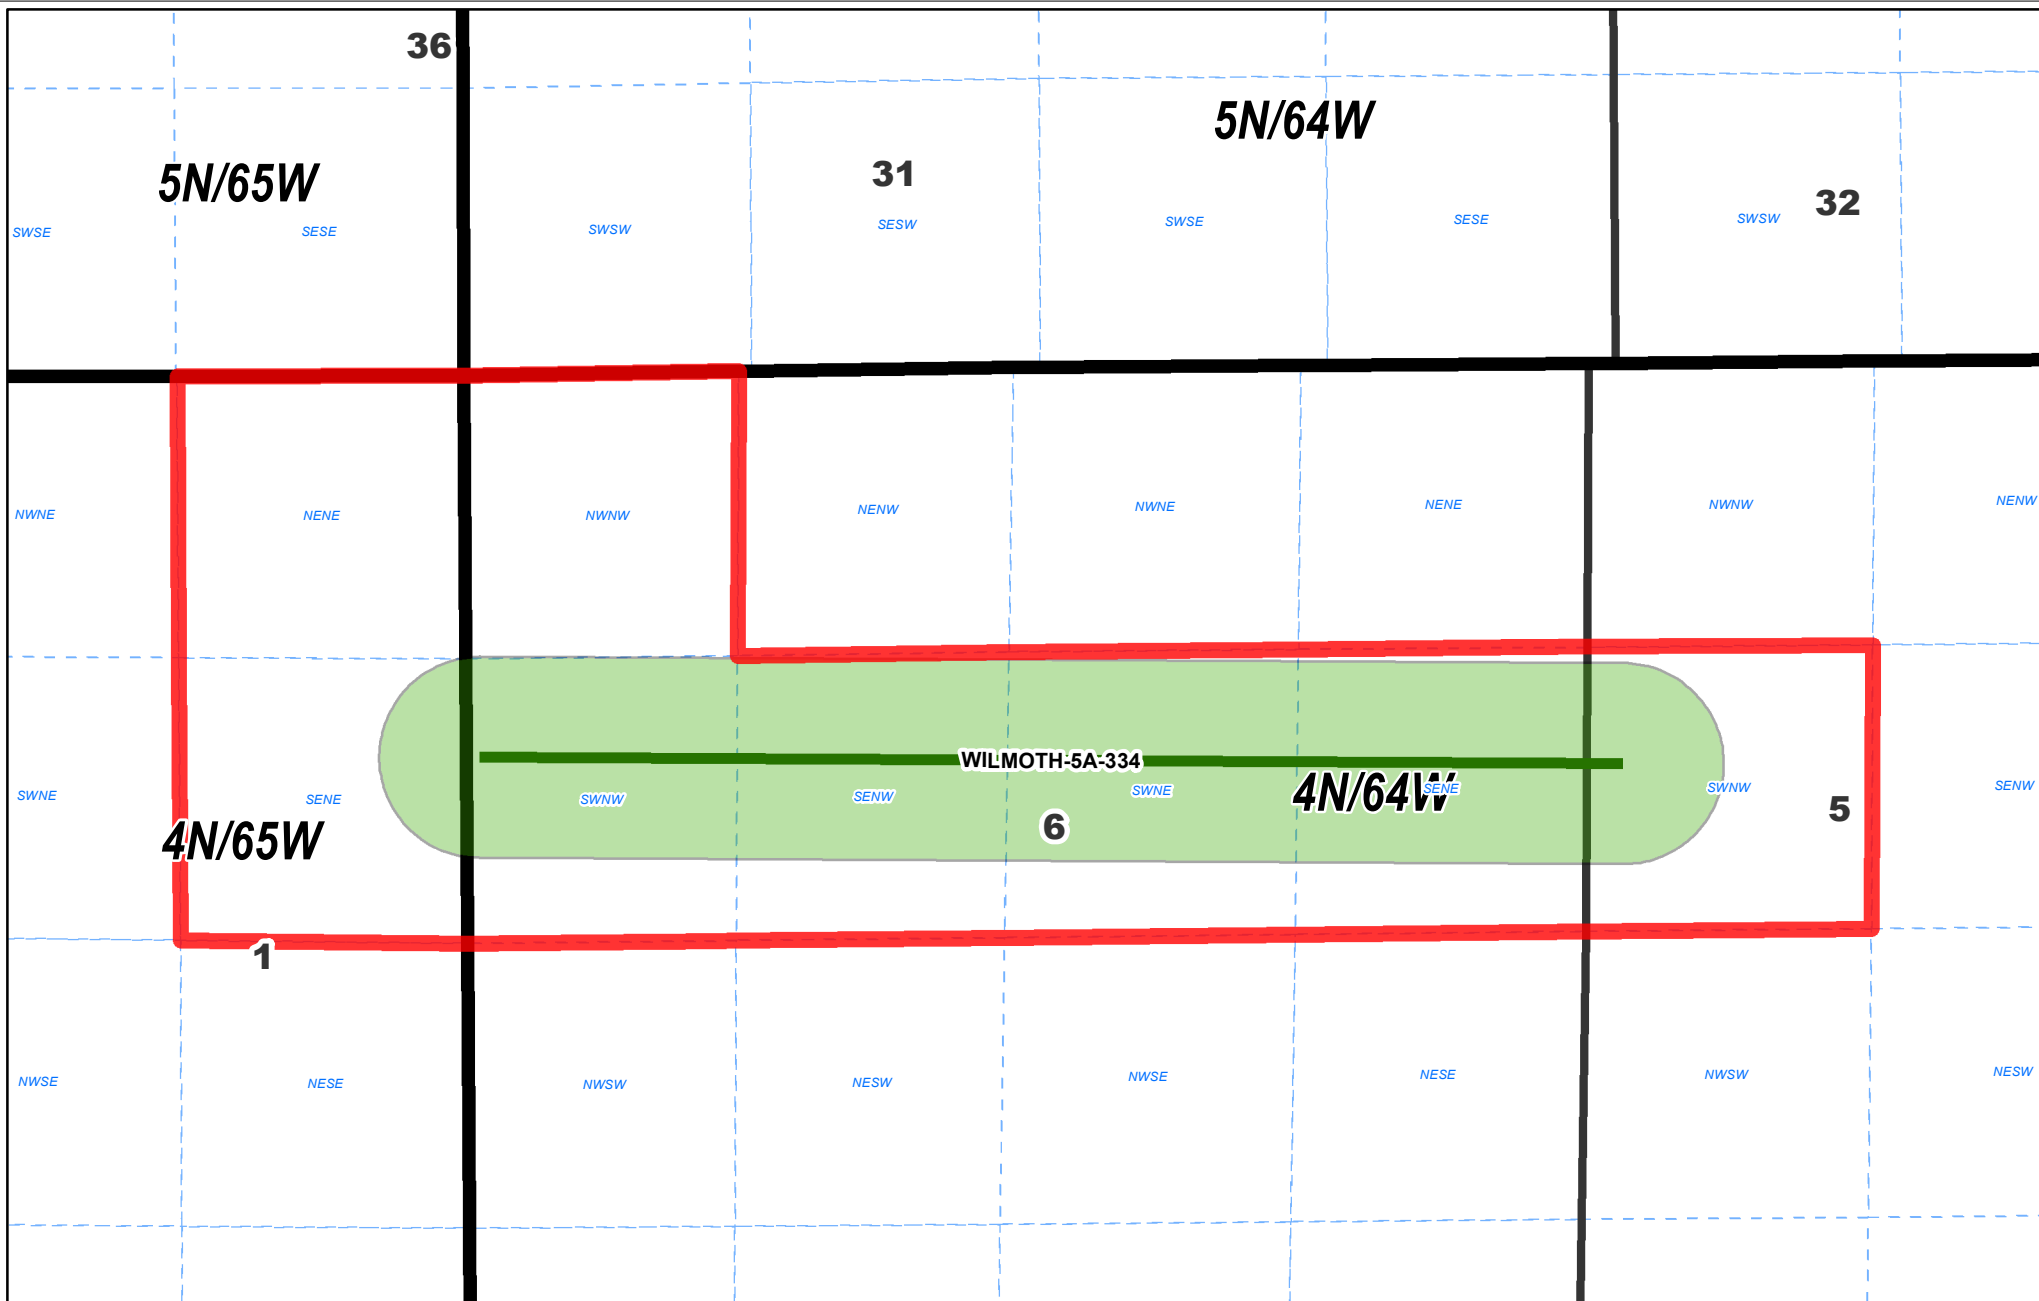 36
5N/64W
5N/65W
31
32
SWSE
SESE
SWSW
SESW
SWSE
SESE
SWSW
NWNE
NENE
NWNW
NENW
NWNE
NENE
NWNW
NENW
WILMOTH-5A-334
SWNE
SENE
SWNW
SENW
SWNE
4N/64W
SENE
SWNW
SENW
5
6
4N/65W
1
NWSE
NESE
NWSW
NESW
NWSE
NESE
NWSW
NESW